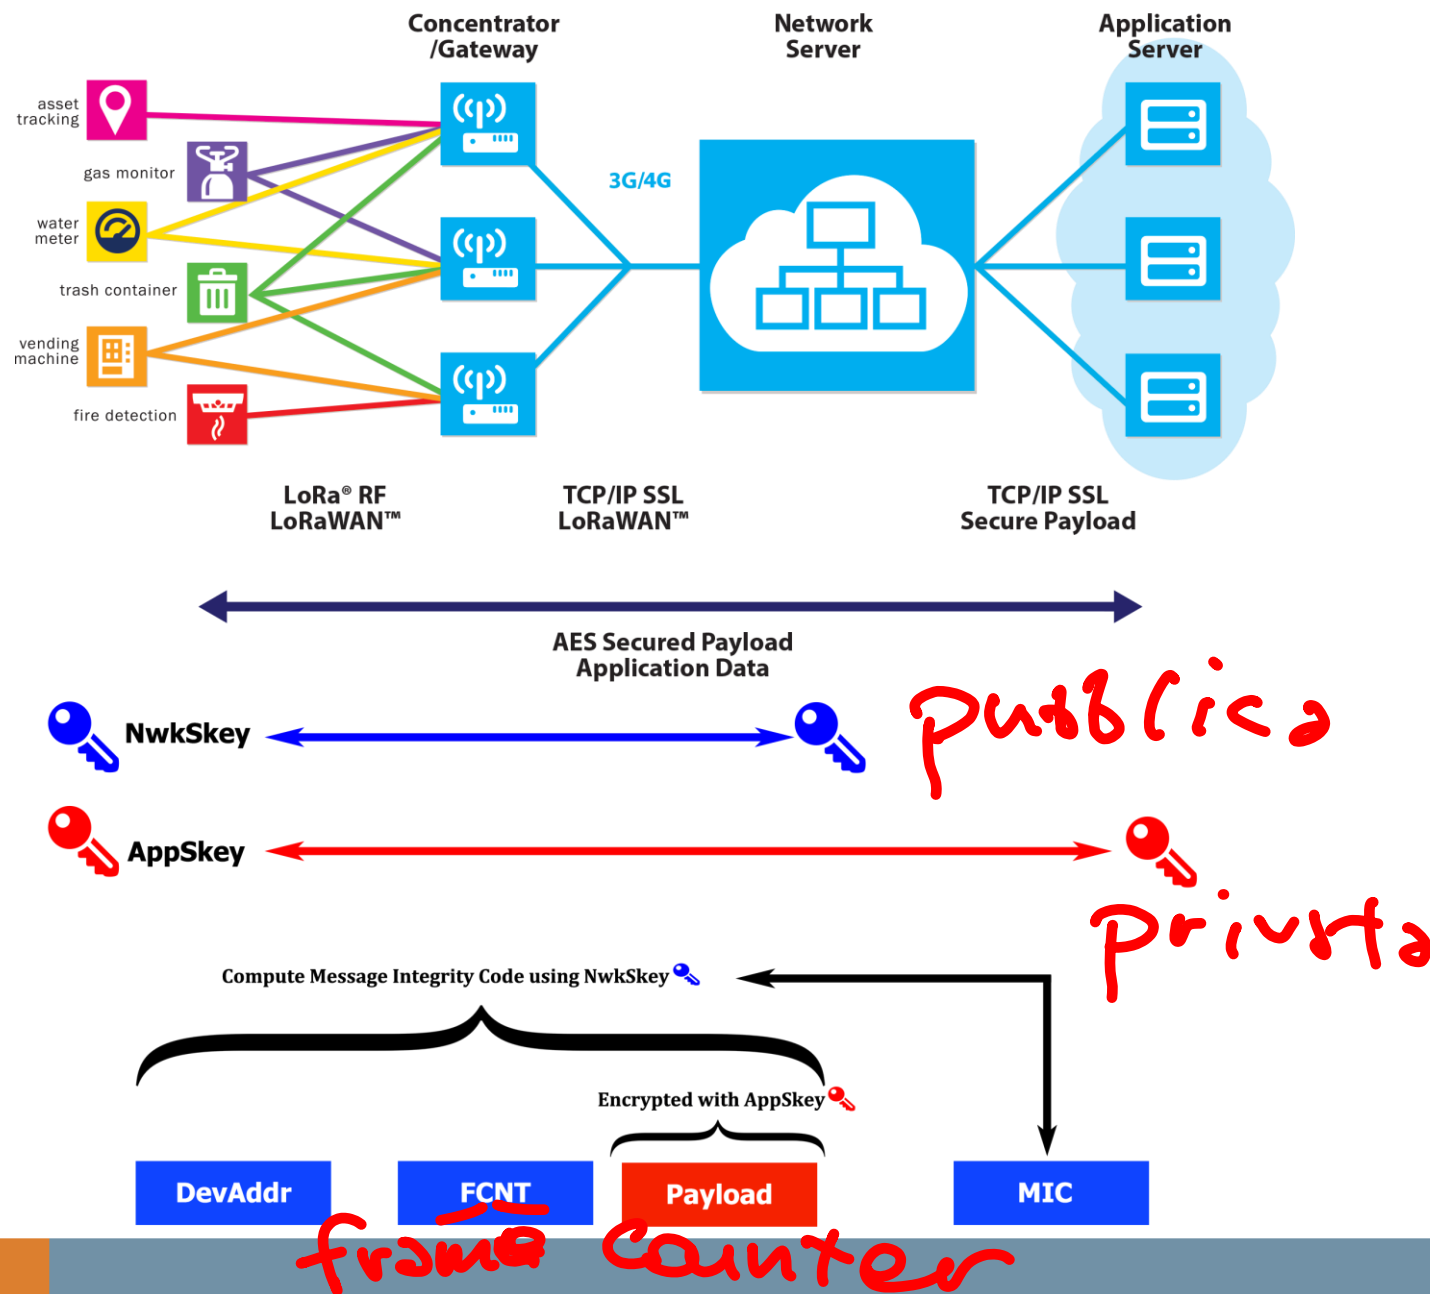 Concentrator
/Gateway
Network
Server
Application
Server
asset
tracking
gas monitor
water
meter
trash container
vending
machine
fire detection
3G/4G
LoRa® RF
LoRaWAN™
TCP/IP SSL
LoRaWAN™
TCP/IP SSL
Secure Payload
AES Secured Payload
Application Data
NwkSkey
pubblica
AppSkey
privata
Compute Message Integrity Code using NwkSkey
Encrypted with AppSkey
DevAddr
FCNT
Payload
MIC
frame counter